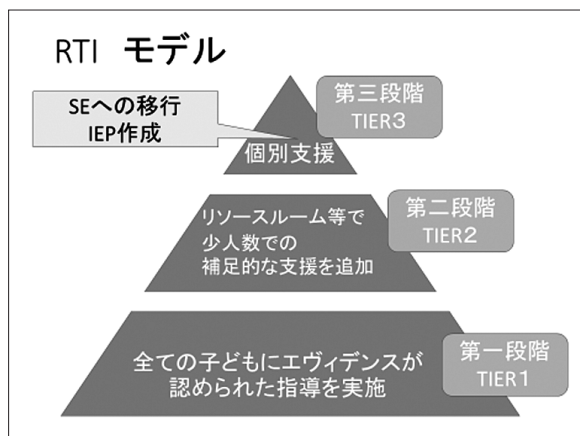 RTI モデル
SEへの移行
IEP作成
第三段階
TIER3
個別支援
リソースルーム等で
少人数での
補足的な支援を追加
第二段階
TIER2
全ての子どもにエヴィデンスが
認められた指導を実施
第一段階
TIER1